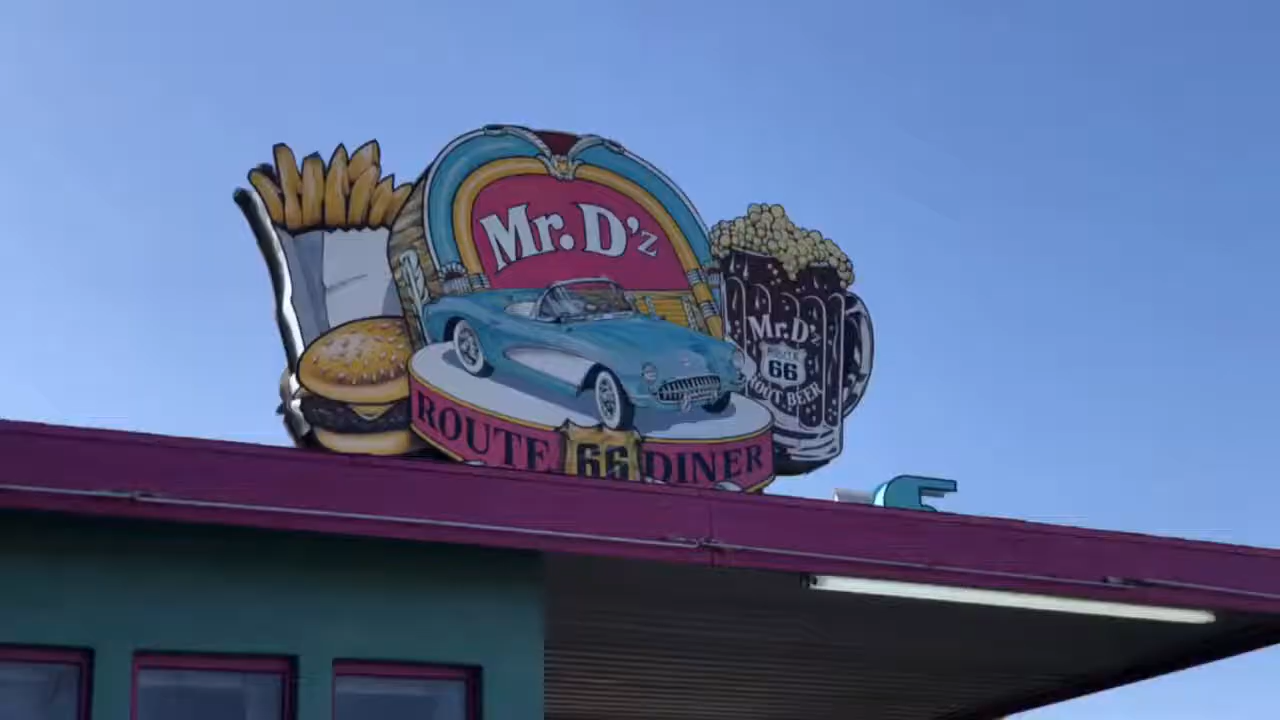 Mr. D'z
ROUTE 66 DINER
Mr. D'z
ROUTE
66
ROOT BEER